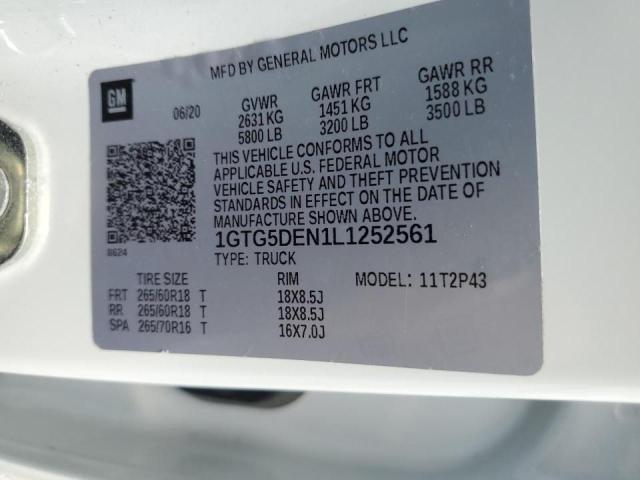 MFD BY GENERAL MOTORS LLC
GM
06/20
GVWR GAWR FRT GAWR RR
2631 KG 1451 KG 1588 KG
5800 LB 3200 LB 3500 LB
THIS VEHICLE CONFORMS TO ALL
APPLICABLE U.S. FEDERAL MOTOR
VEHICLE SAFETY AND THEFT PREVENTION
STANDARDS IN EFFECT ON THE DATE OF
MANUFACTURE SHOWN ABOVE.
8624
1GTG5DEN1L1252561
TYPE: TRUCK
TIRE SIZE RIM MODEL: 11T2P43
FRT 265/60R18 T 18X8.5J
RR 265/60R18 T 18X8.5J
SPA 265/70R16 T 16X7.0J